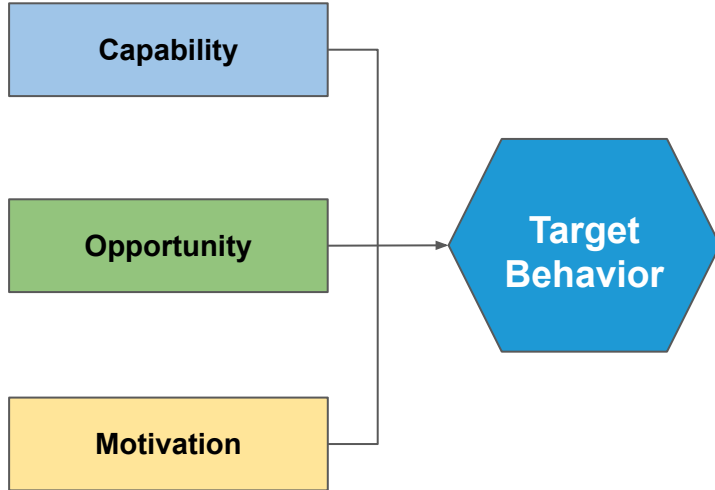 Capability
Opportunity
Motivation
Target
Behavior